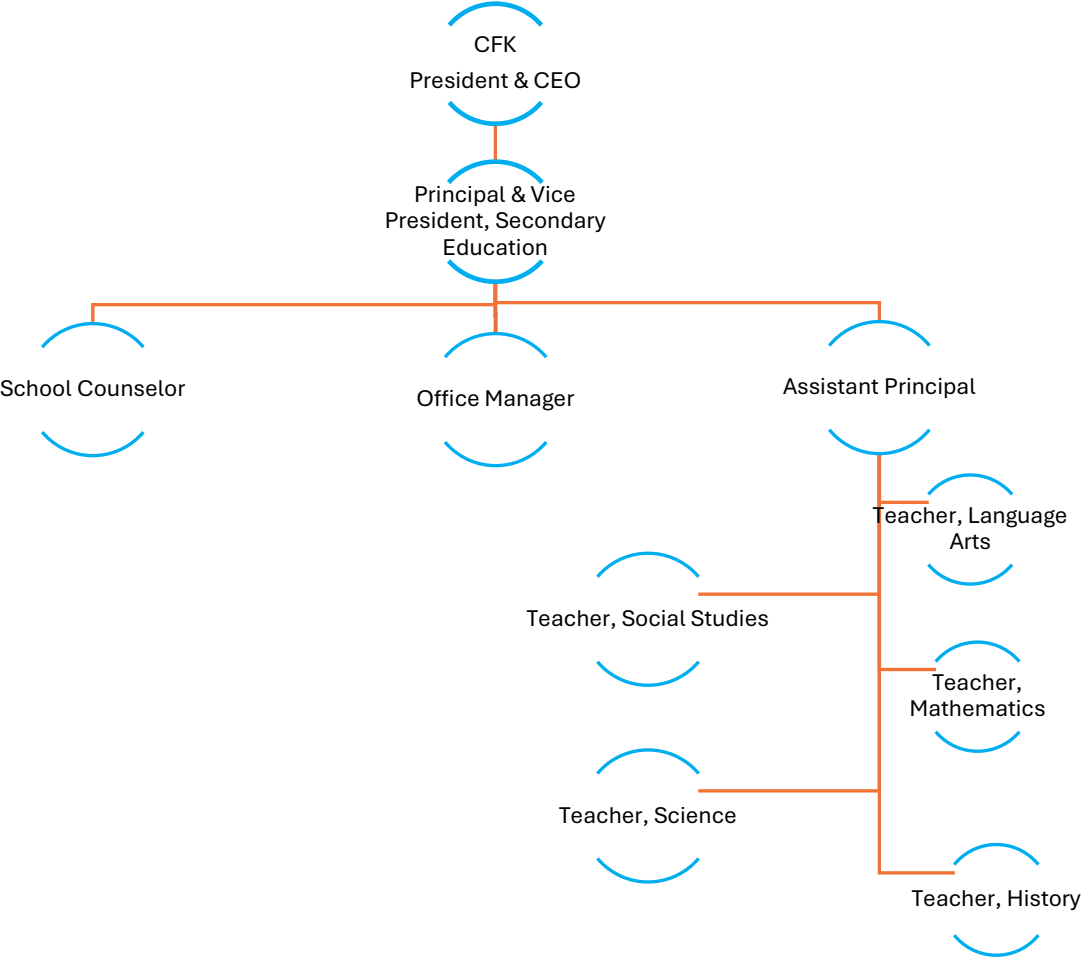 CFK
President & CEO
Principal & Vice
President, Secondary
Education
School Counselor
Office Manager
Assistant Principal
Teacher, Language
Arts
Teacher, Social Studies
Teacher,
Mathematics
Teacher, Science
Teacher, History